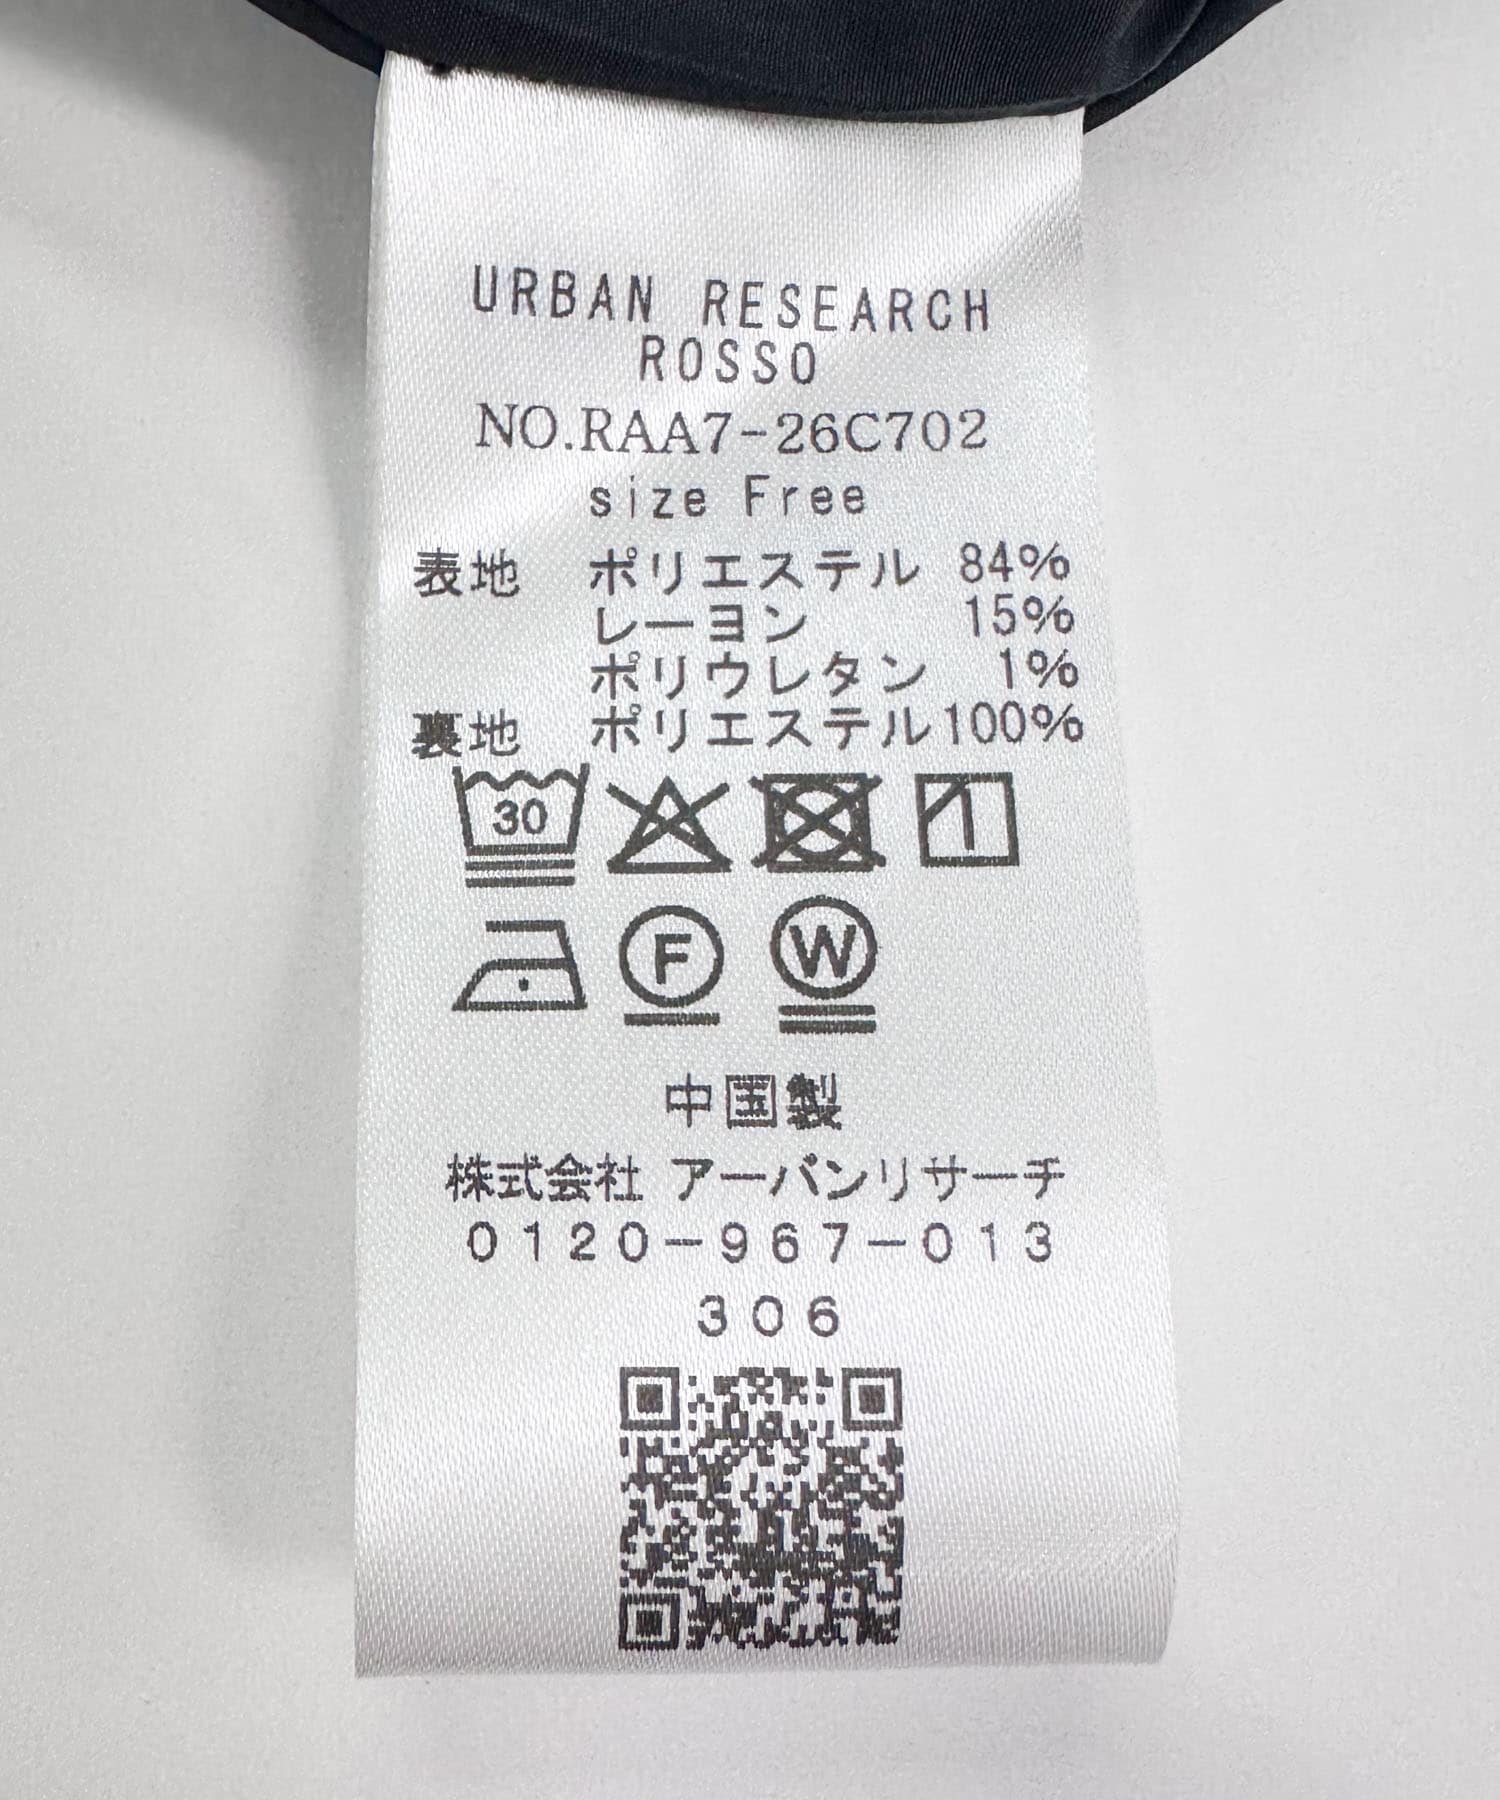 URBAN RESEARCH
ROSSO
NO.RAA7-26C702
size Free
表地 ポリエステル 84%
レーヨン 15%
ポリウレタン 1%
裏地 ポリエステル100%
30
F W
中国製
株式会社 アーバンリサーチ
0120-967-013
306